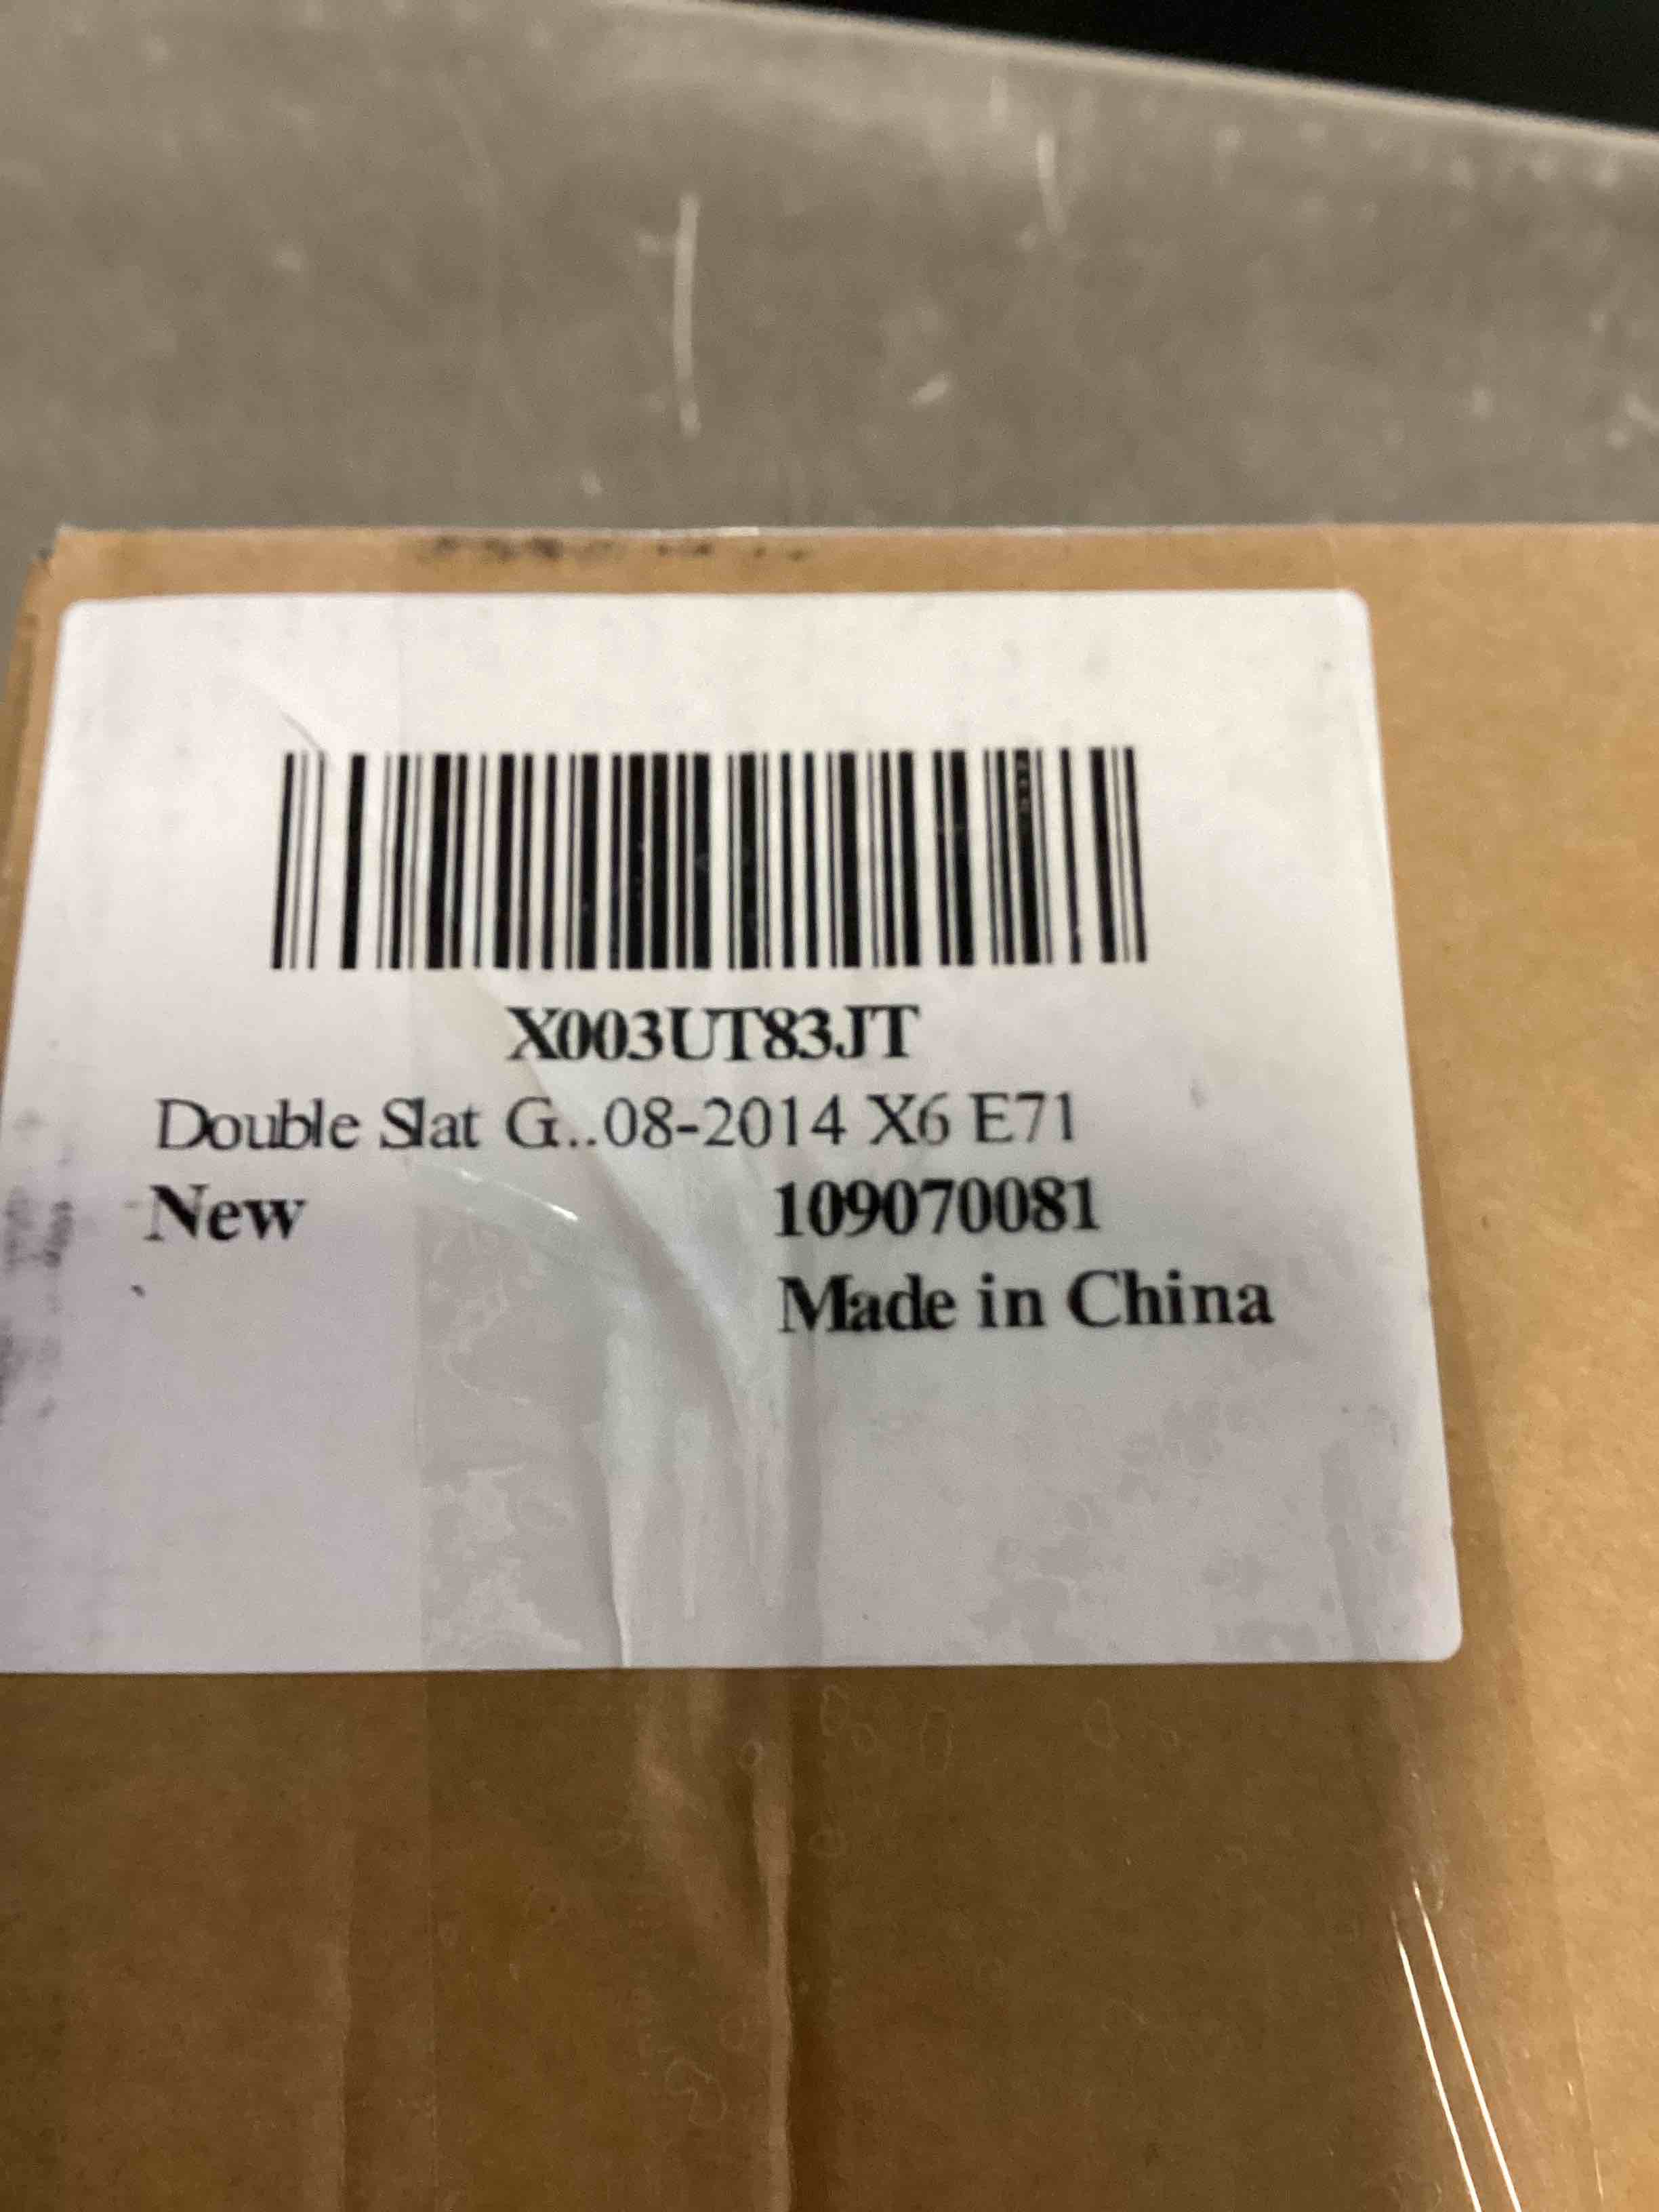 X003UT83JT
Double Slat G...08-2014 X6 E71
New 109070081
Made in China